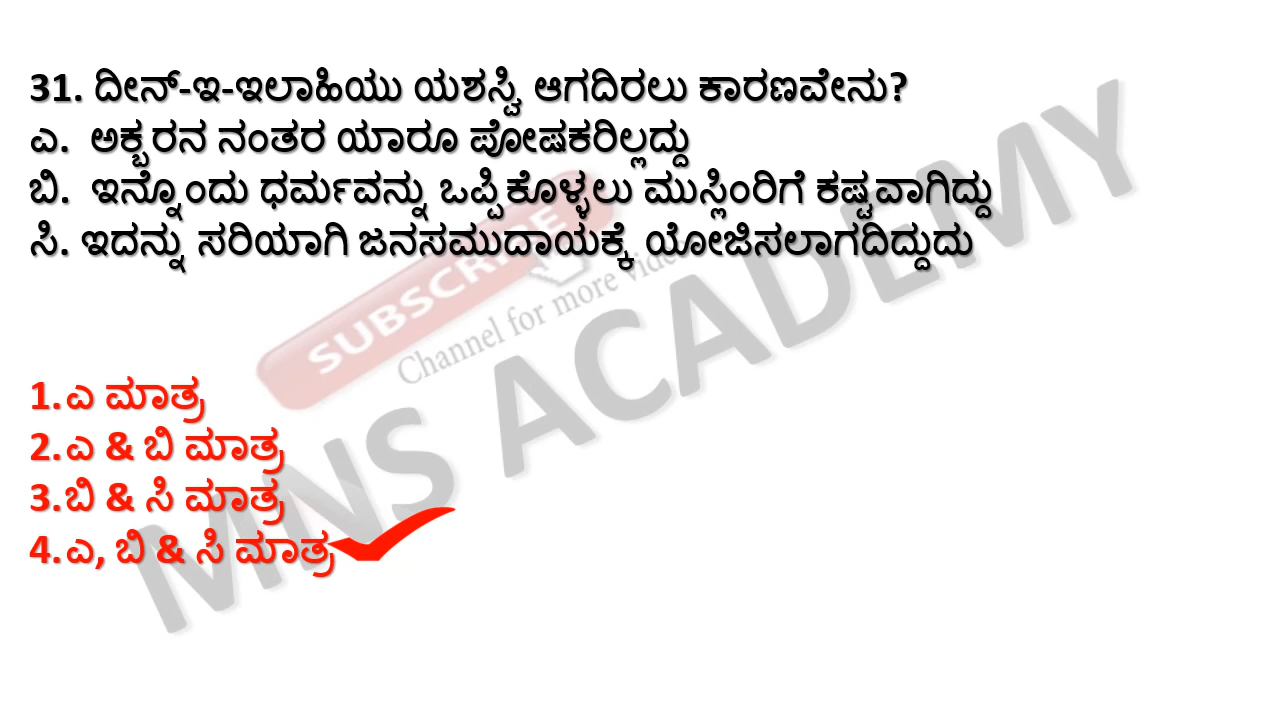 31. ದೀನ್-ಇ-ಇಲಾಹಿಯು ಯಶಸ್ವಿ ಆಗದಿರಲು ಕಾರಣವೇನು?
ಎ. ಅಕ್ಬರನ ನಂತರ ಯಾರೂ ಪೋಷಕರಿಲ್ಲದ್ದು
ಬಿ. ಇನ್ನೊಂದು ಧರ್ಮವನ್ನು ಒಪ್ಪಿಕೊಳ್ಳಲು ಮುಸ್ಲಿಂರಿಗೆ ಕಷ್ಟವಾಗಿದ್ದು
ಸಿ. ಇದನ್ನು ಸರಿಯಾಗಿ ಜನಸಮುದಾಯಕ್ಕೆ ಯೋಜಿಸಲಾಗದಿದ್ದುದು
SUBSCRIBE
Channel for more videos
MNS ACADEMY
1.ಎ ಮಾತ್ರ
2.ಎ & ಬಿ ಮಾತ್ರ
3.ಬಿ & ಸಿ ಮಾತ್ರ
4.ಎ, ಬಿ & ಸಿ ಮಾತ್ರ